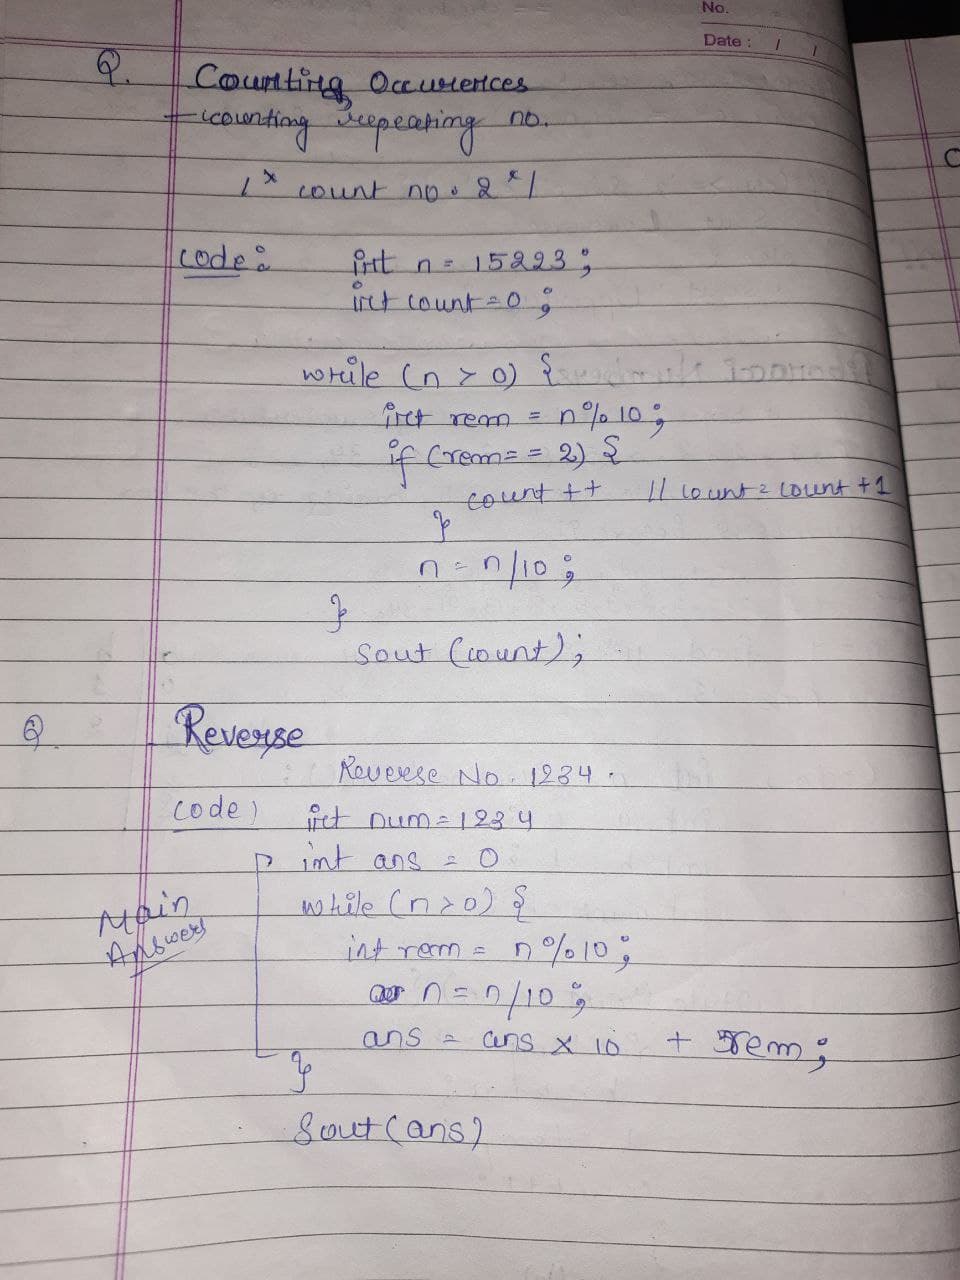 No.
Date : / /
Q. Counting Occurences
- counting repeating no.
/* count no. 2 */
code: int n = 15223;
int count = 0;
while (n > 0) {
int rem = n % 10;
if (rem == 2) {
count ++ // count = count + 1
}
n = n/10;
}
Sout (count);
Q. Reverse
Reverse No. 1234.
code) int num = 1234
int ans = 0
while (n > 0) {
Main
Answers
int rem = n % 10;
n = n/10;
ans = ans x 10 + rem;
}
Sout (ans)